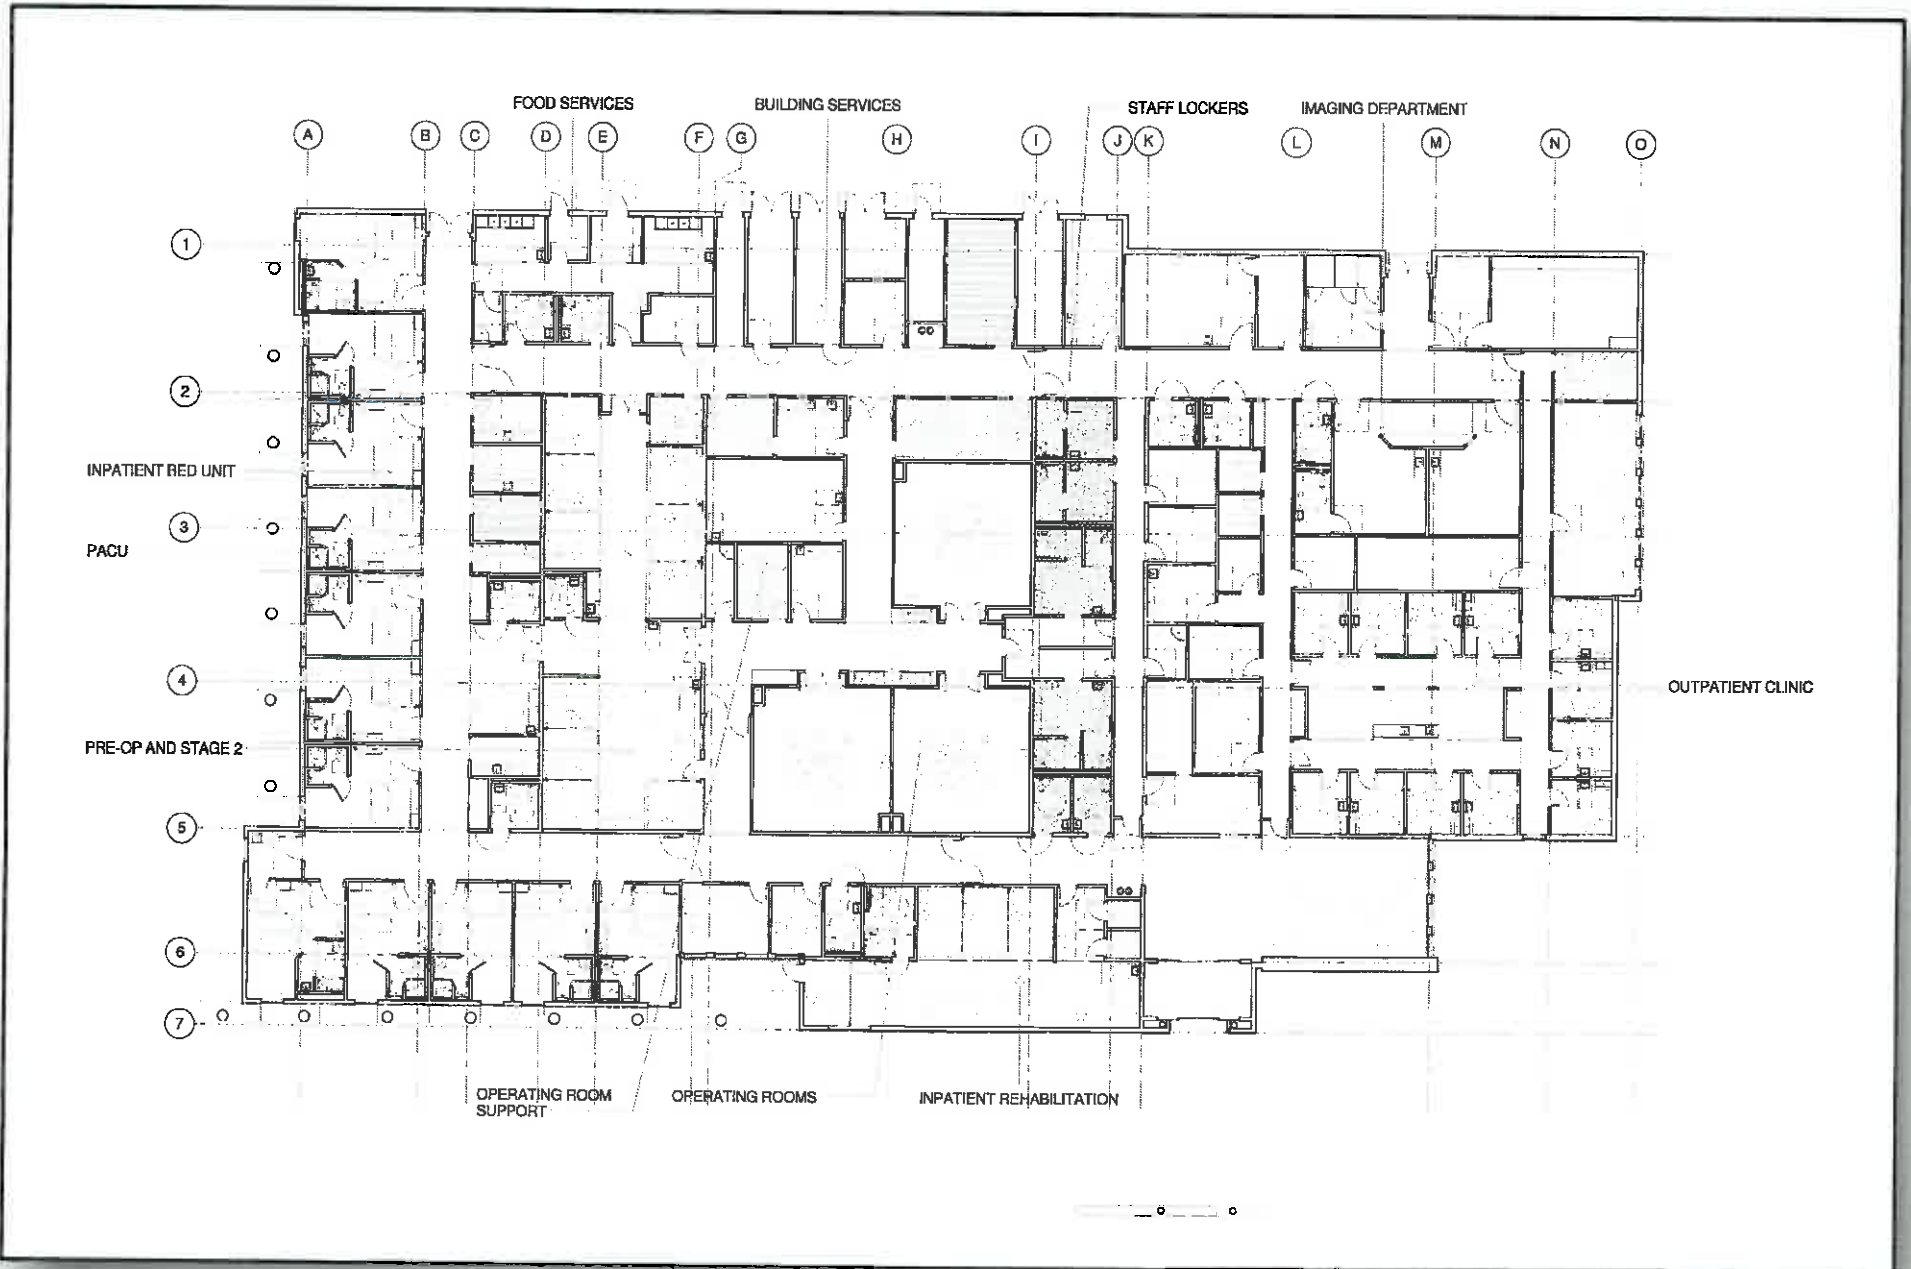 FOOD SERVICES
BUILDING SERVICES
STAFF LOCKERS
IMAGING DEPARTMENT
A
B
C
D
E
F
G
H
I
J
K
L
M
N
O
1
2
INPATIENT BED UNIT
3
PACU
4
OUTPATIENT CLINIC
PRE-OP AND STAGE 2
5
6
7
OPERATING ROOM
SUPPORT
OPERATING ROOMS
INPATIENT REHABILITATION